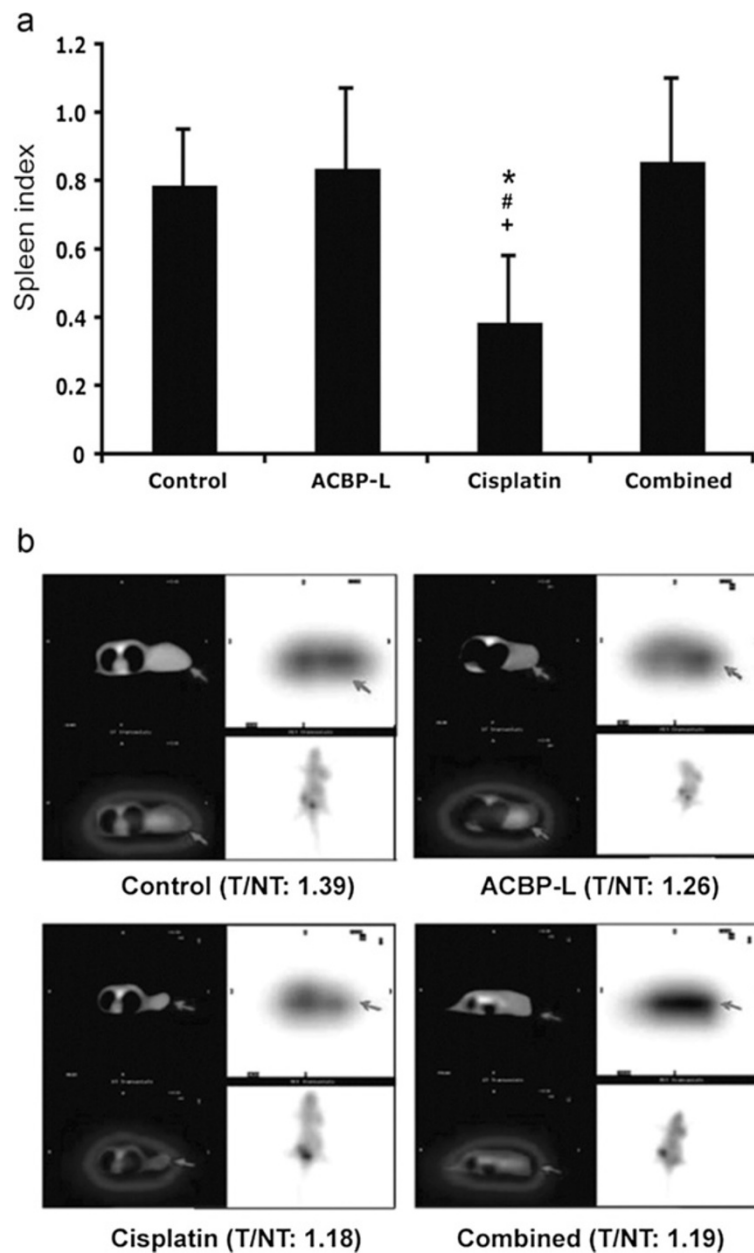 a
1.2
1.0
0.8
0.6
0.4
0.2
0
Spleen index
*
#
+
Control ACBP-L Cisplatin Combined
b
Control (T/NT: 1.39) ACBP-L (T/NT: 1.26)
Cisplatin (T/NT: 1.18) Combined (T/NT: 1.19)